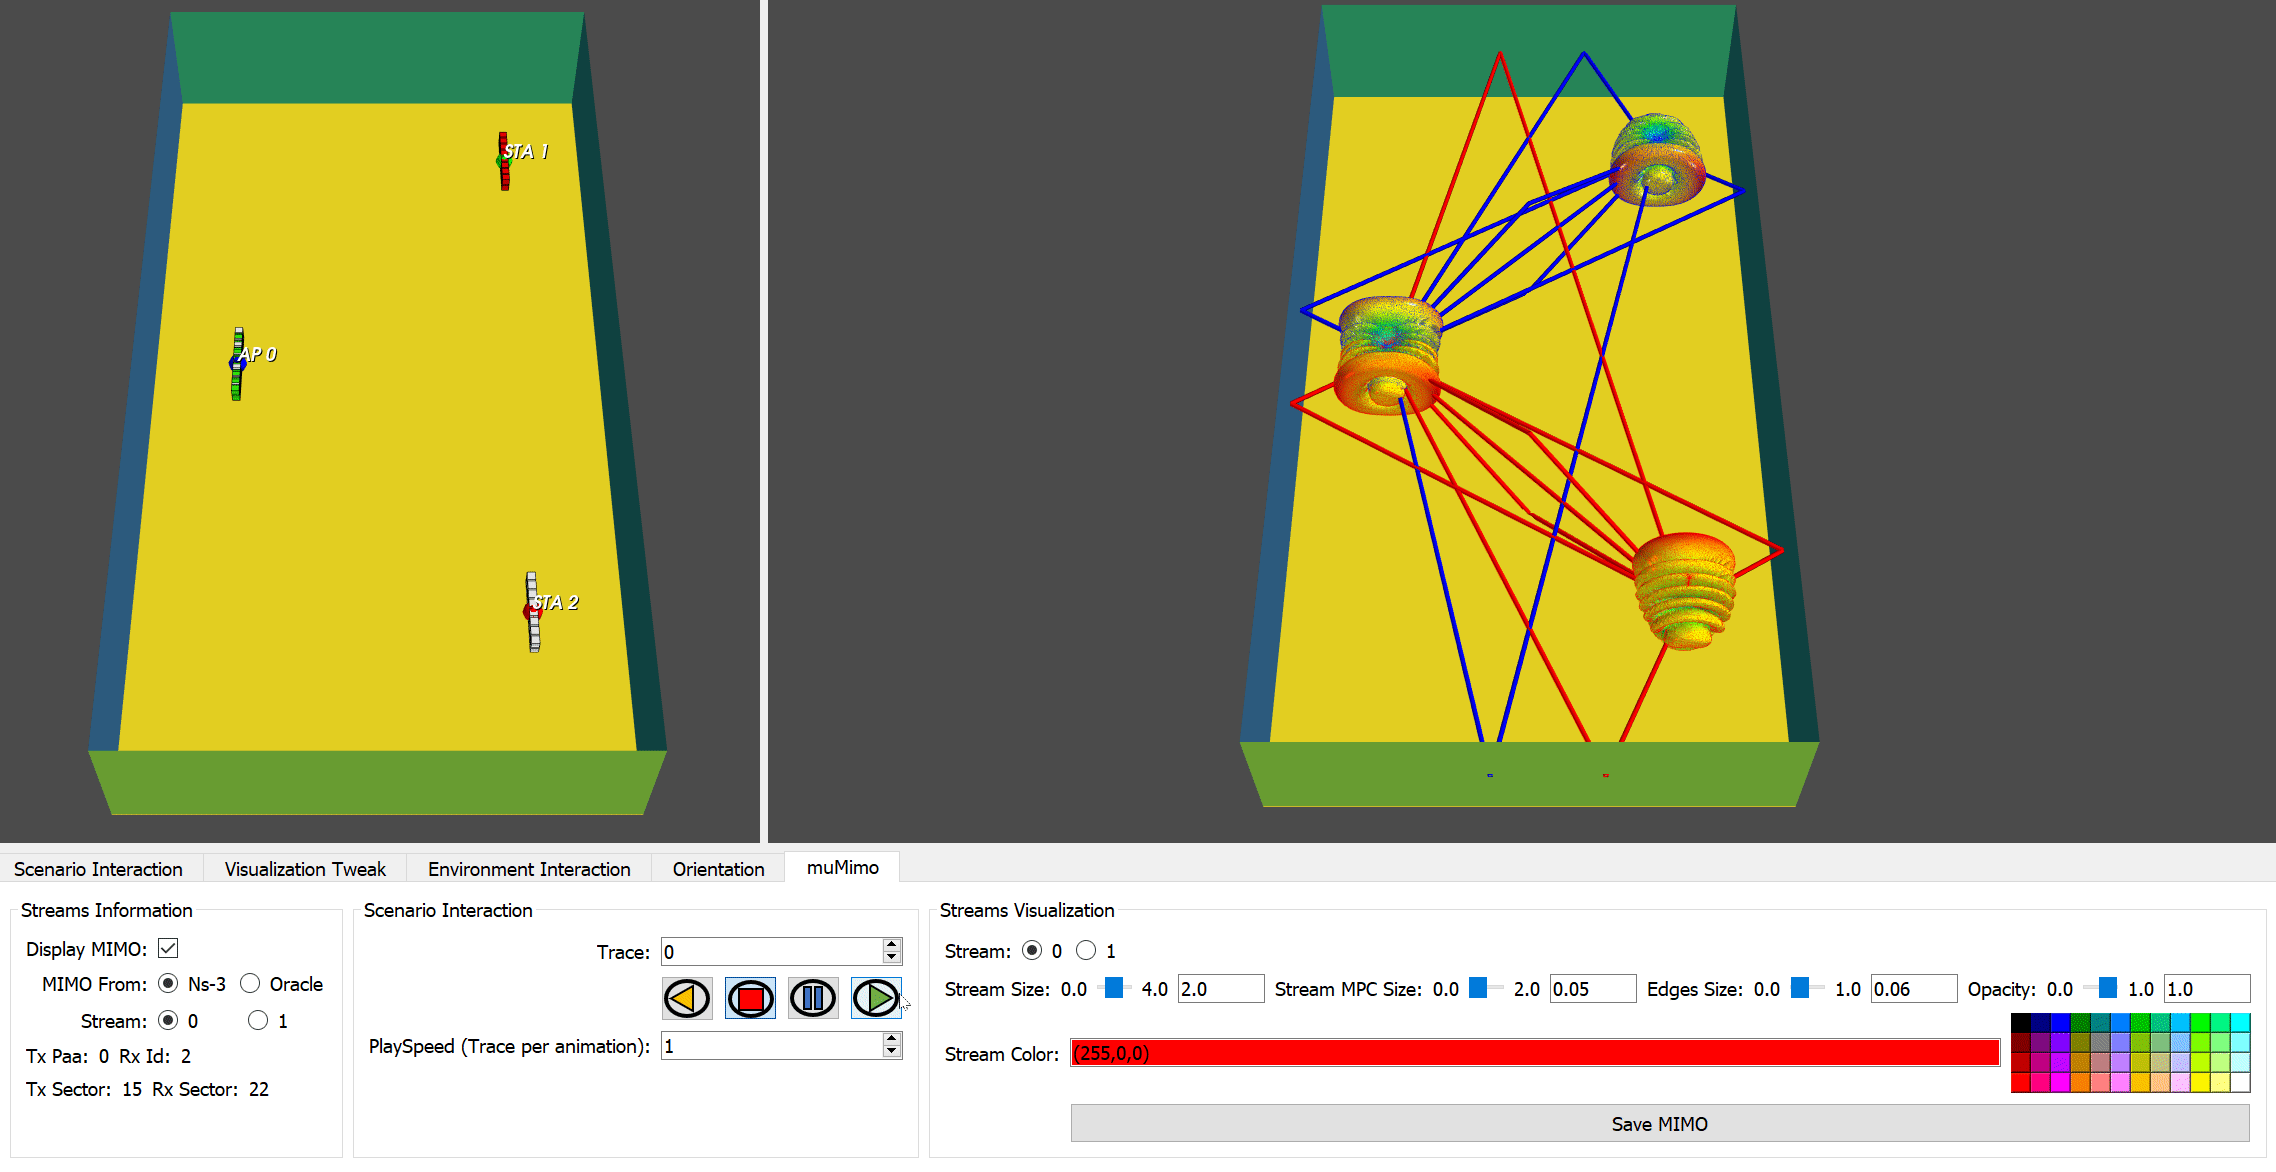 STA 1
AP 0
STA 2
Scenario Interaction Visualization Tweak Environment Interaction Orientation muMimo
Streams Information
Display MIMO:
MIMO From: Ns-3 Oracle
Stream: 0 1
Tx Paa: 0 Rx Id: 2
Tx Sector: 15 Rx Sector: 22
Scenario Interaction
Trace: 0
PlaySpeed (Trace per animation): 1
Streams Visualization
Stream: 0 1
Stream Size: 0.0 4.0 2.0 Stream MPC Size: 0.0 2.0 0.05 Edges Size: 0.0 1.0 0.06 Opacity: 0.0 1.0 1.0
Stream Color: (255,0,0)
Save MIMO